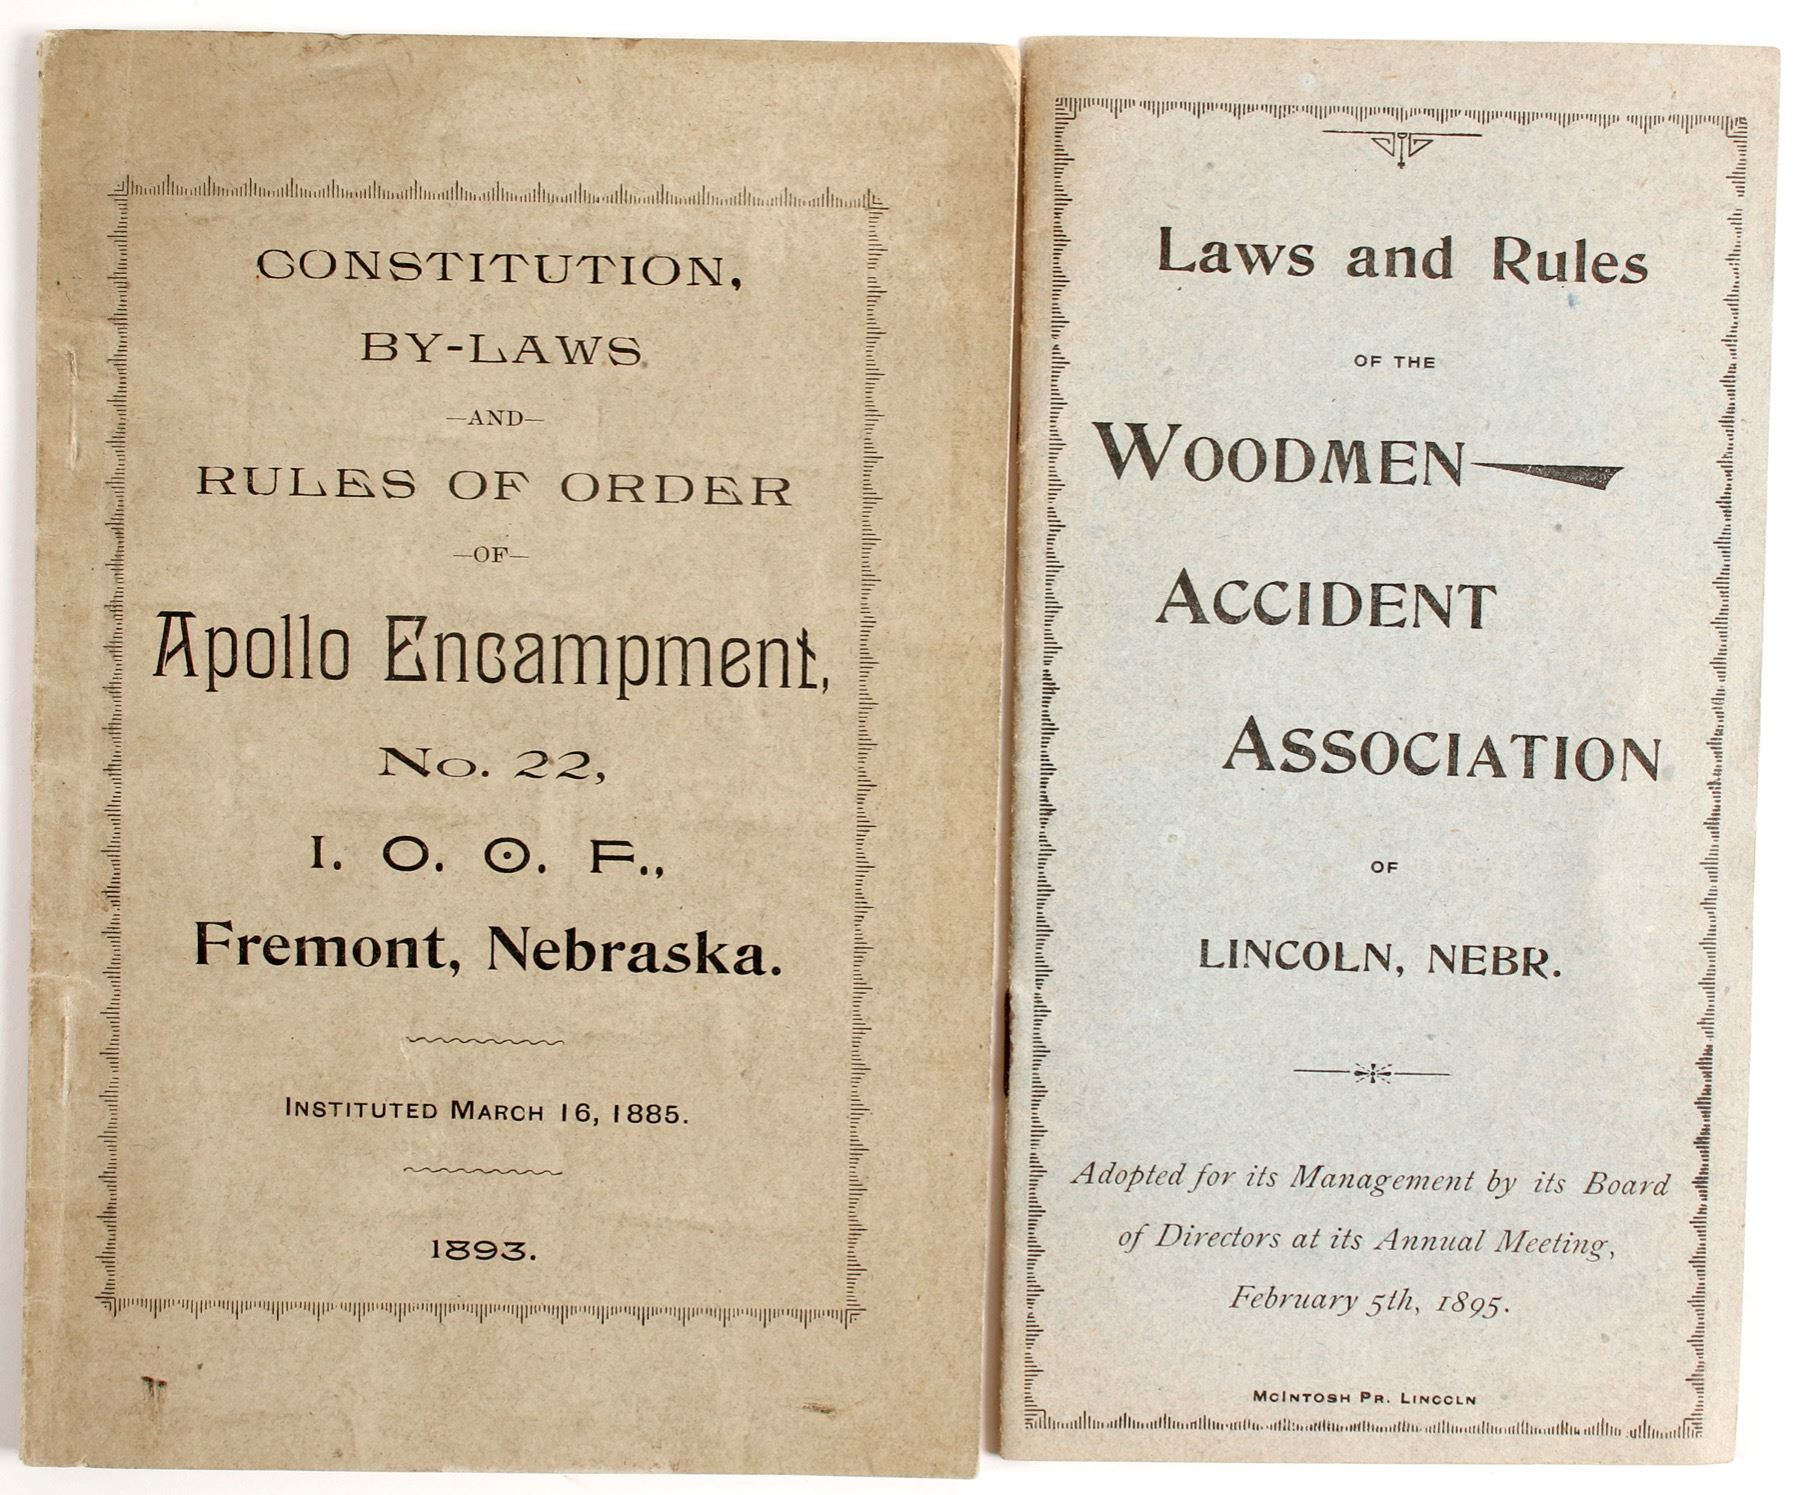 CONSTITUTION,
BY-LAWS
—AND—
RULES OF ORDER
—OF—
Apollo Encampment,
No. 22,
I. O. O. F.,
Fremont, Nebraska.
INSTITUTED MARCH 16, 1885.
1893.
Laws and Rules
OF THE
WOODMEN
ACCIDENT
ASSOCIATION
OF
LINCOLN, NEBR.
Adopted for its Management by its Board
of Directors at its Annual Meeting,
February 5th, 1895.
MCINTOSH PR. LINCOLN